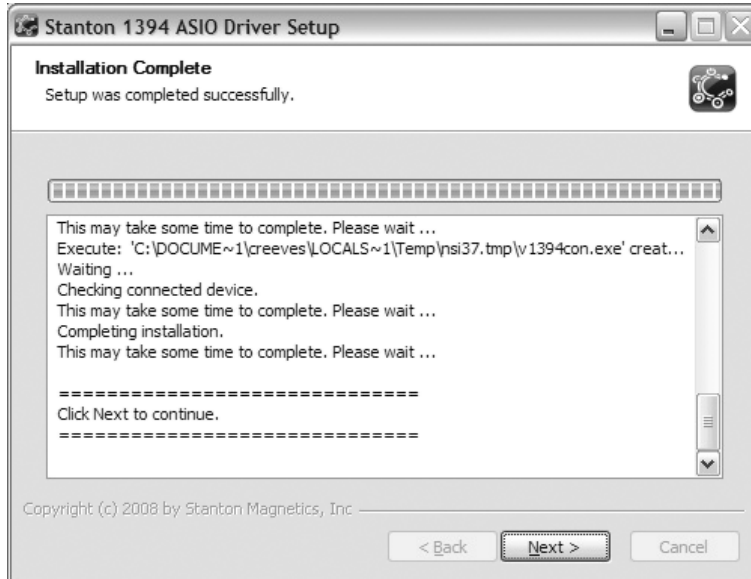 Stanton 1394 ASIO Driver Setup
Installation Complete
Setup was completed successfully.
This may take some time to complete. Please wait ...
Execute: 'C:\DOCUME~1\creeves\LOCALS~1\Temp\nsi37.tmp\v1394con.exe' creat...
Waiting ...
Checking connected device.
This may take some time to complete. Please wait ...
Completing installation.
This may take some time to complete. Please wait ...
==============================
Click Next to continue.
==============================
Copyright (c) 2008 by Stanton Magnetics, Inc
< Back
Next >
Cancel